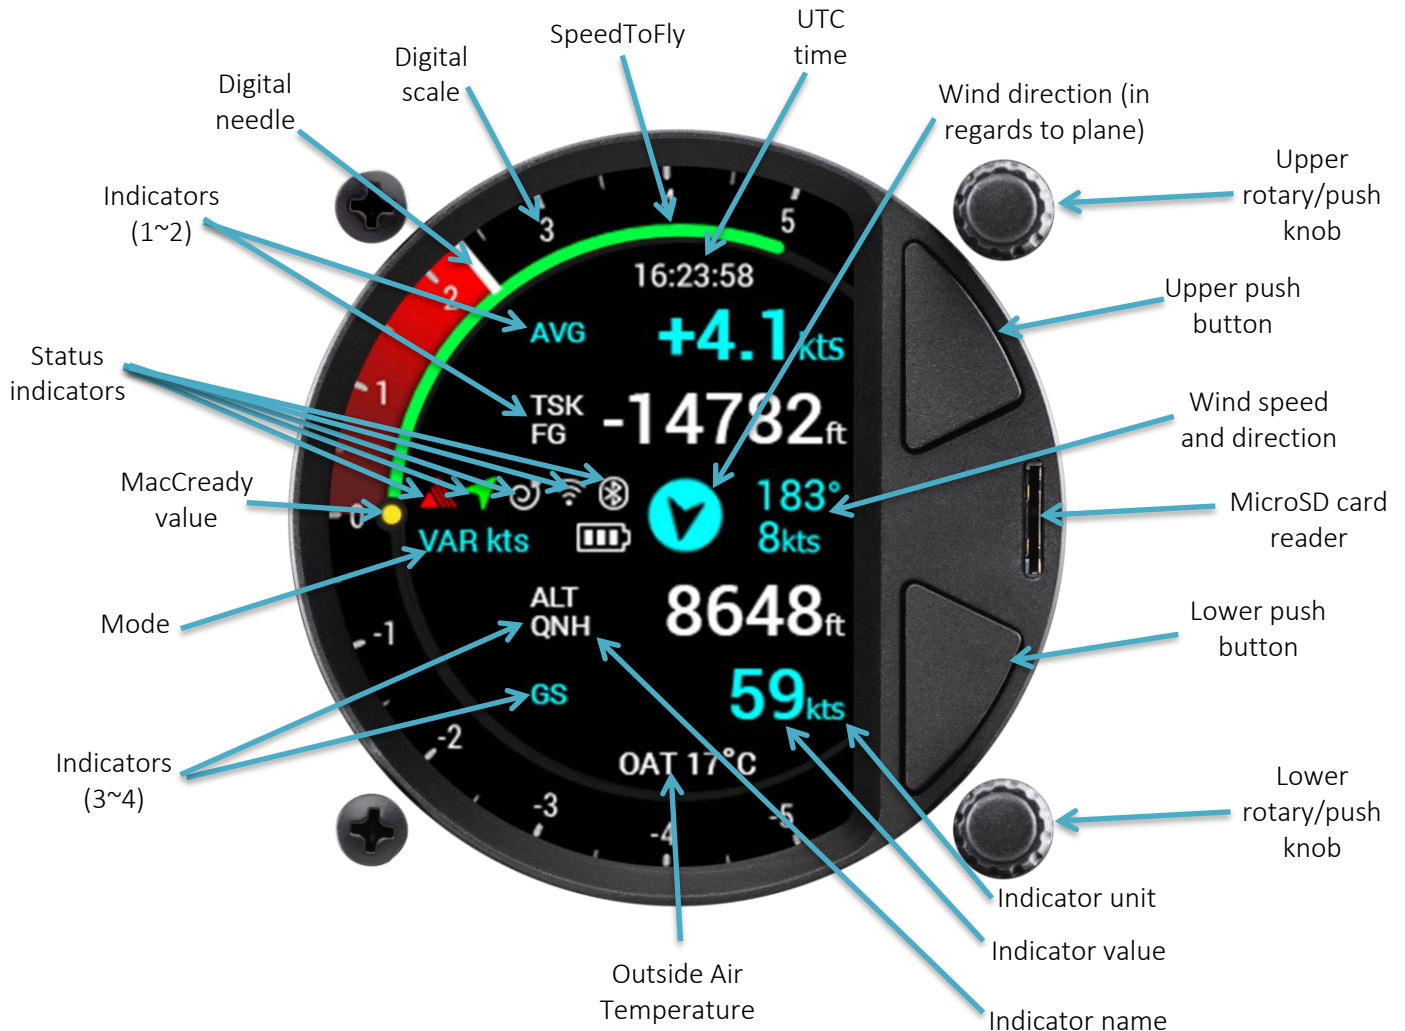 SpeedToFly
UTC
time
Digital
scale
Digital
needle
Wind direction (in
regards to plane)
Indicators
(1~2)
Upper
rotary/push
knob
Upper push
button
Status
indicators
MacCready
value
Mode
Wind speed
and direction
MicroSD card
reader
Lower push
button
Indicators
(3~4)
Lower
rotary/push
knob
Indicator unit
Indicator value
Indicator name
Outside Air
Temperature
5
4
3
2
1
0
-1
-2
-3
-4
-5
16:23:58
AVG +4.1kts
TSK
FG -14782ft
183°
VAR kts 8kts
ALT
QNH 8648ft
GS 59kts
OAT 17°C